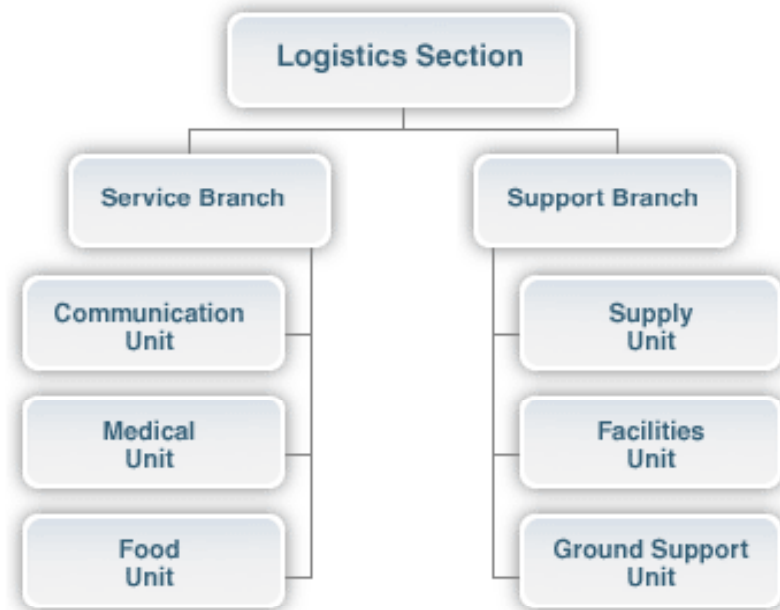 Logistics Section
Service Branch
Support Branch
Communication
Unit
Supply
Unit
Medical
Unit
Facilities
Unit
Food
Unit
Ground Support
Unit